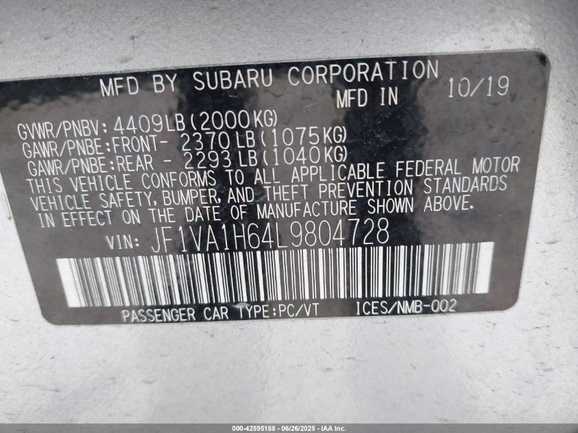 MFD BY SUBARU CORPORATION
MFD IN 10/19
GVWR/PNBV: 4409LB(2000KG)
GAWR/PNBE:FRONT- 2370LB(1075KG)
GAWR/PNBE:REAR - 2293LB(1040KG)
THIS VEHICLE CONFORMS TO ALL APPLICABLE FEDERAL MOTOR
VEHICLE SAFETY, BUMPER, AND THEFT PREVENTION STANDARDS
IN EFFECT ON THE DATE OF MANUFACTURE SHOWN ABOVE.
VIN: JF1VA1H64L9804728
PASSENGER CAR TYPE:PC/VT ICES/NMB-002
000-42595188 - 06/26/2025 - IAA Inc.